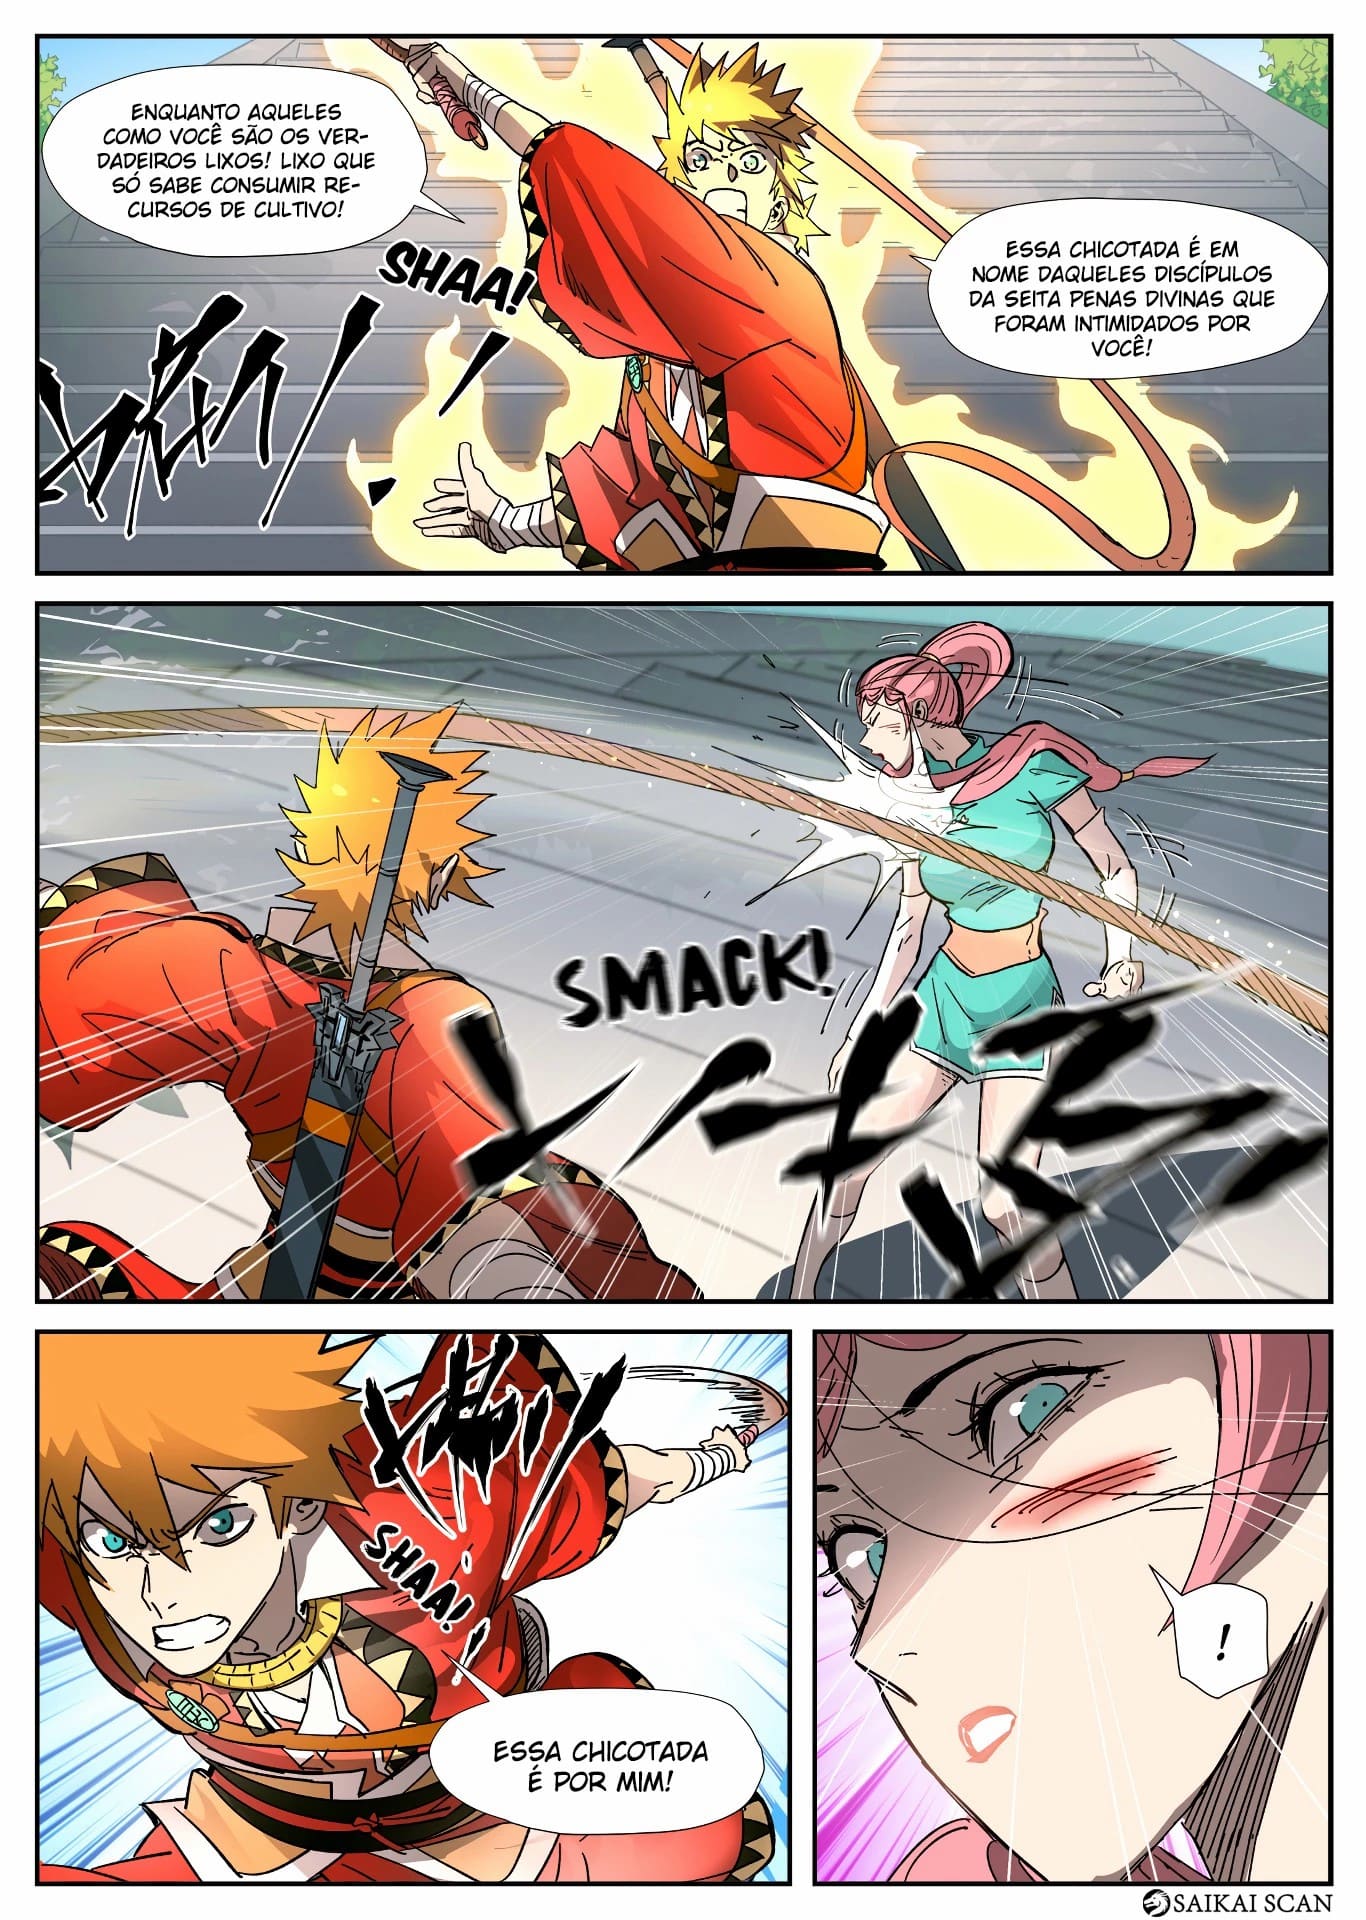 ENQUANTO AQUELES
COMO VOCÊ SÃO OS VER-
DADEIROS LIXOS! LIXO QUE
SÓ SABE CONSUMIR RE-
CURSOS DE CULTIVO!
ESSA CHICOTADA É EM
NOME DAQUELES DISCÍPULOS
DA SEITA PENAS DIVINAS QUE
FORAM INTIMIDADOS POR
VOCÊ!
SHAA!
SMACK!
SHAA!
ESSA CHICOTADA
É POR MIM!
!
SAIKAI SCAN